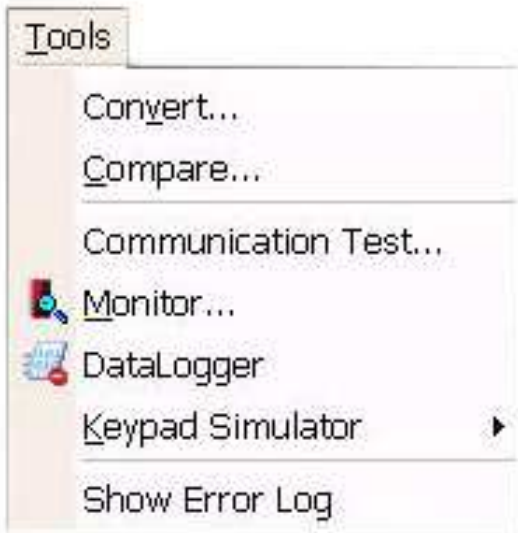 Tools
Convert...
Compare...
Communication Test...
Monitor...
DataLogger
Keypad Simulator
Show Error Log